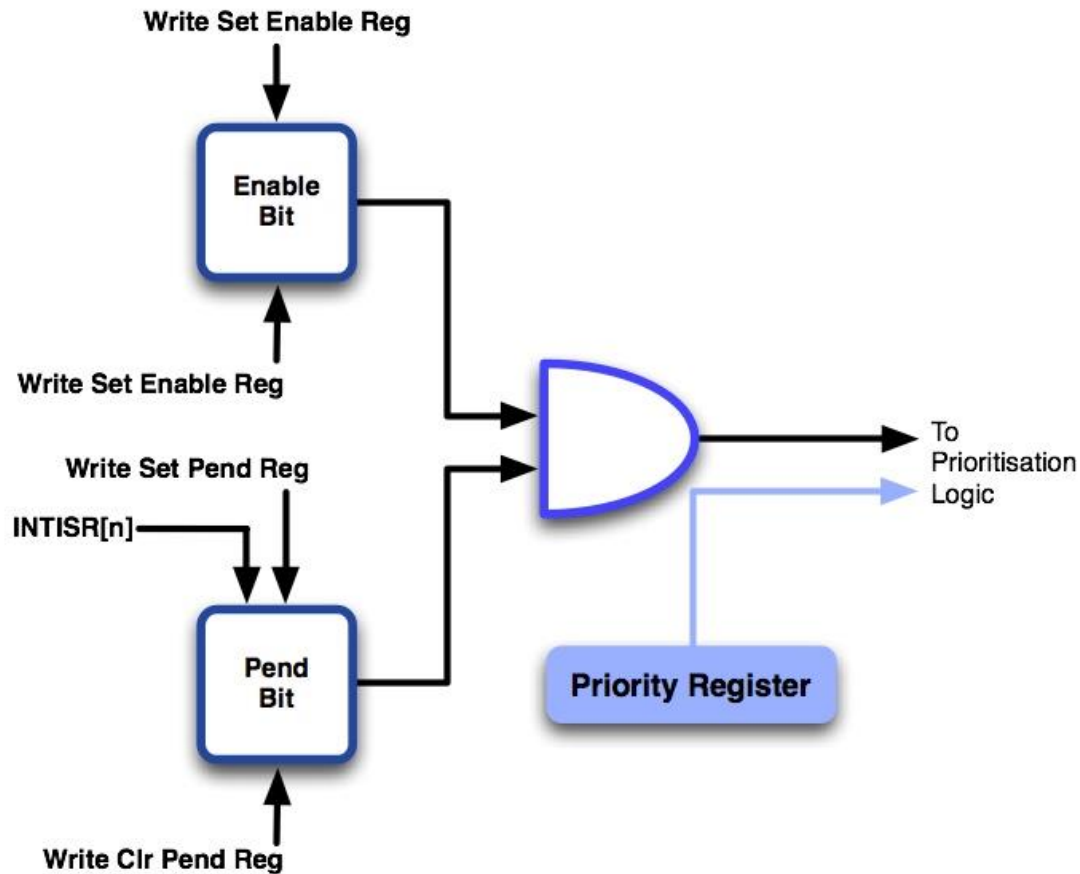 Write Set Enable Reg
Enable
Bit
Write Set Enable Reg
Write Set Pend Reg
INTISR[n]
Pend
Bit
Write Clr Pend Reg
To
Prioritisation
Logic
Priority Register